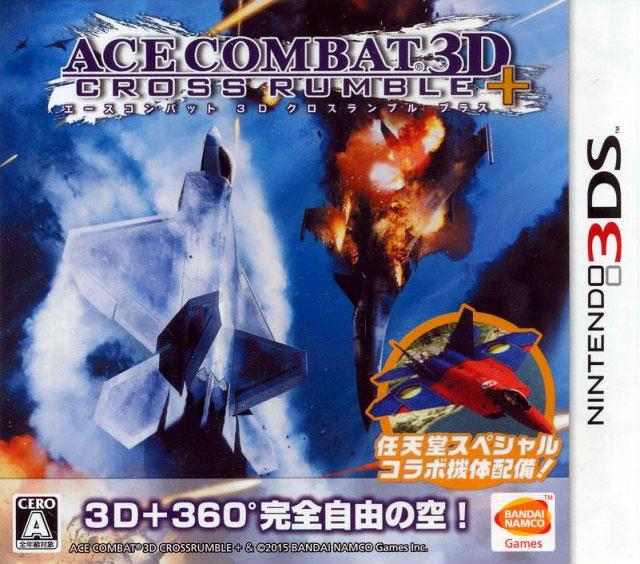 ACE COMBAT® 3D
CROSS RUMBLE +
エースコンバット 3D クロスランブル プラス
NINTENDO 3DS™
任天堂スペシャル
コラボ機体配備!
CERO
A
全年齢対象
3D+360°完全自由の空!
TM
BANDAI
NAMCO
Games
ACE COMBAT®3D CROSSRUMBLE + & ©2015 BANDAI NAMCO Games Inc.